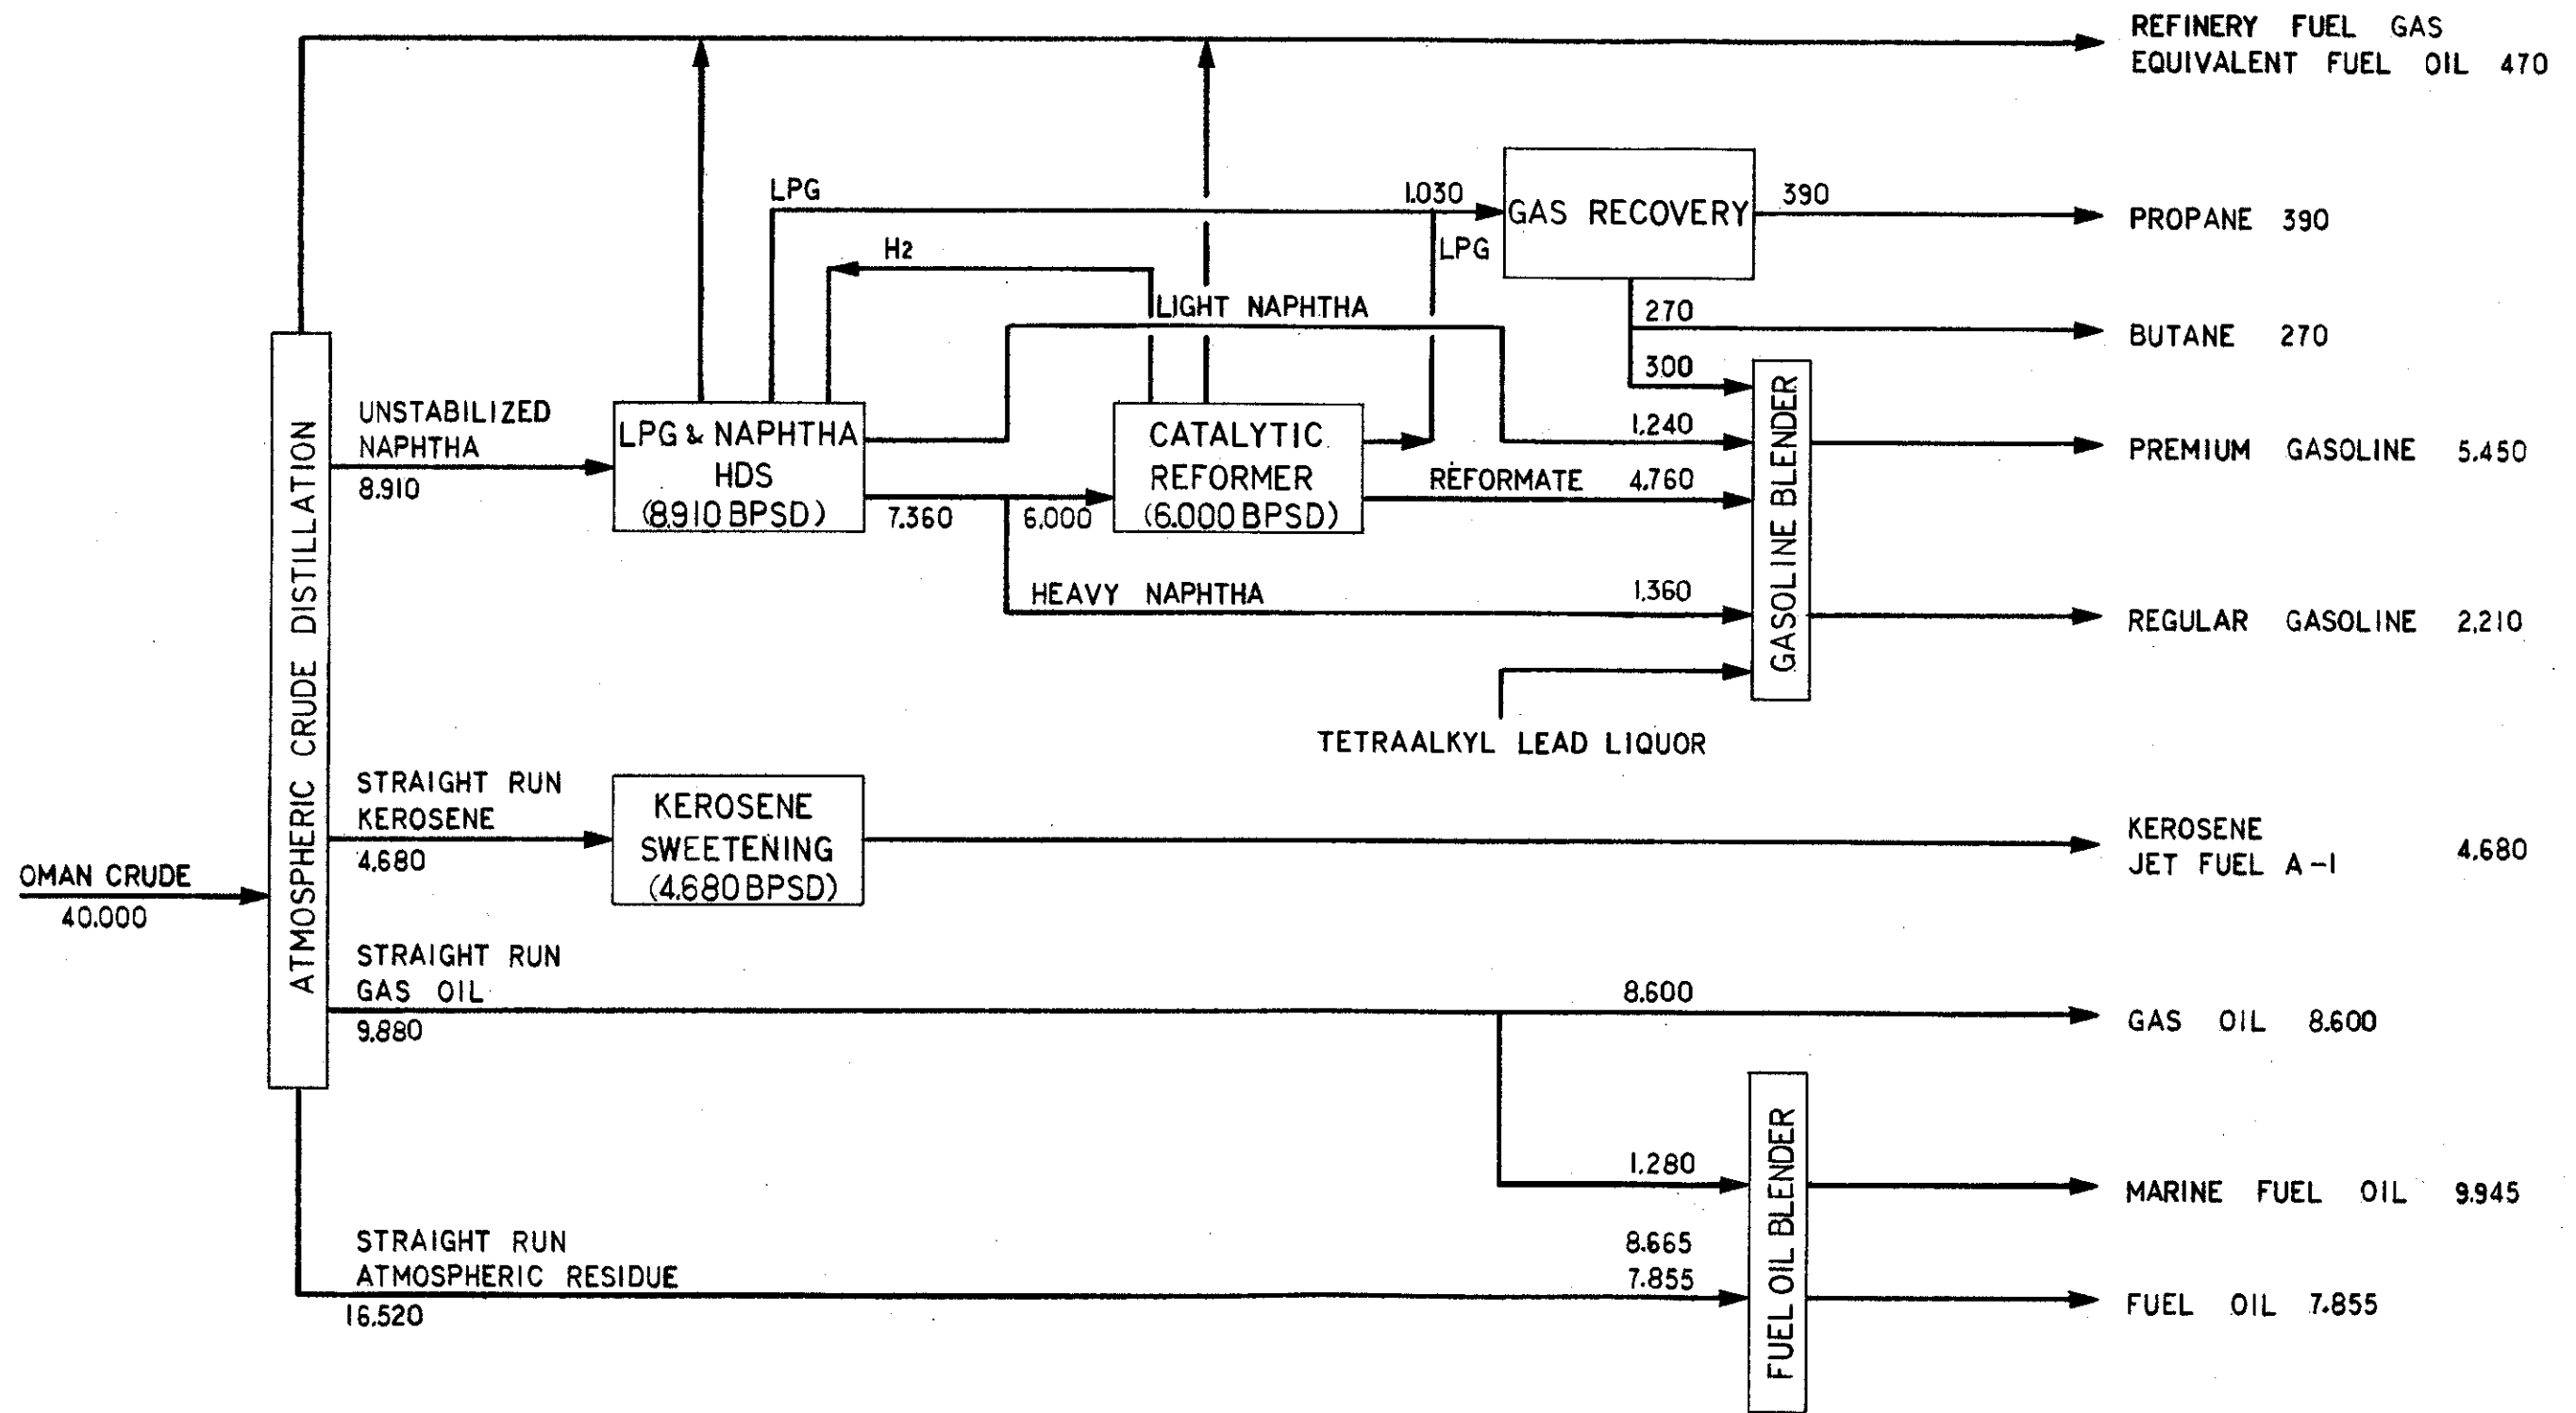 REFINERY FUEL GAS
EQUIVALENT FUEL OIL 470
LPG
1.030
GAS RECOVERY
390
PROPANE 390
H2
LPG
LIGHT NAPHTHA
270
BUTANE 270
300
UNSTABILIZED
NAPHTHA
8.910
LPG & NAPHTHA
HDS
(8.910 BPSD)
CATALYTIC
REFORMER
(6.000 BPSD)
1.240
REFORMATE 4.760
7.360
6.000
GASOLINE BLENDER
PREMIUM GASOLINE 5.450
HEAVY NAPHTHA
1.360
REGULAR GASOLINE 2,210
TETRAALKYL LEAD LIQUOR
ATMOSPHERIC CRUDE DISTILLATION
STRAIGHT RUN
KEROSENE
4.680
KEROSENE
SWEETENING
(4.680 BPSD)
KEROSENE
JET FUEL A-1 4.680
OMAN CRUDE
40.000
STRAIGHT RUN
GAS OIL
9.880
8.600
GAS OIL 8.600
1.280
FUEL OIL BLENDER
MARINE FUEL OIL 9.945
STRAIGHT RUN
ATMOSPHERIC RESIDUE
16.520
8.665
7.855
FUEL OIL 7.855